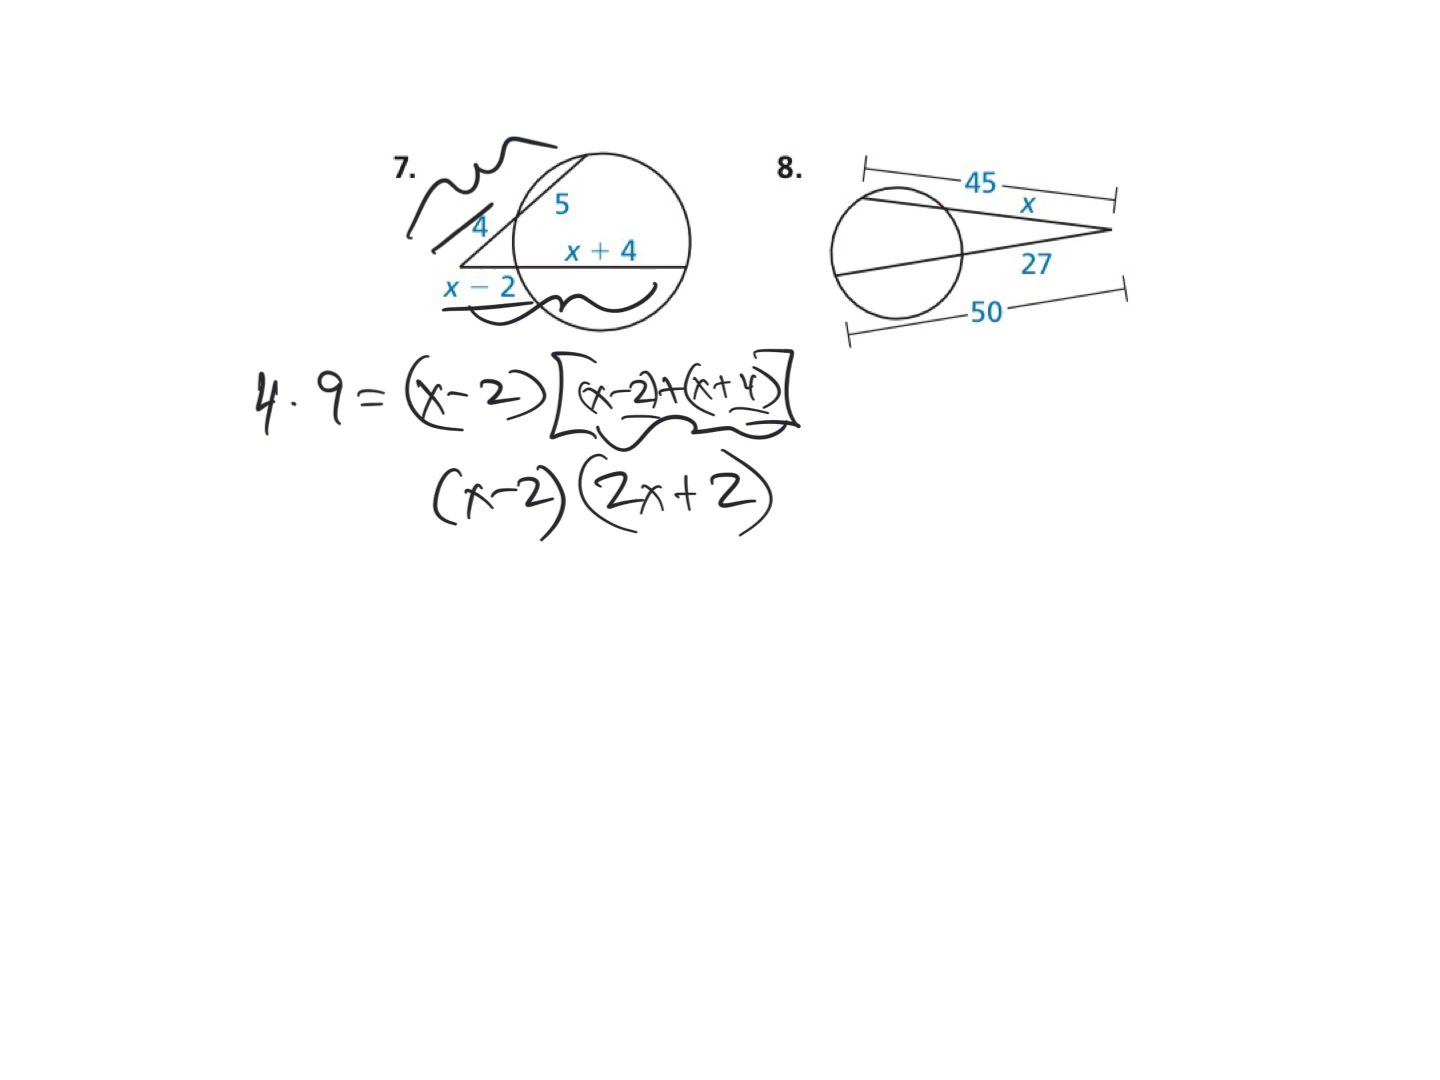 7.
4
5
x + 4
x − 2
8.
45
x
27
50
4 · 9 = (x − 2) [(x − 2) + (x + 4)]
(x − 2) (2x + 2)